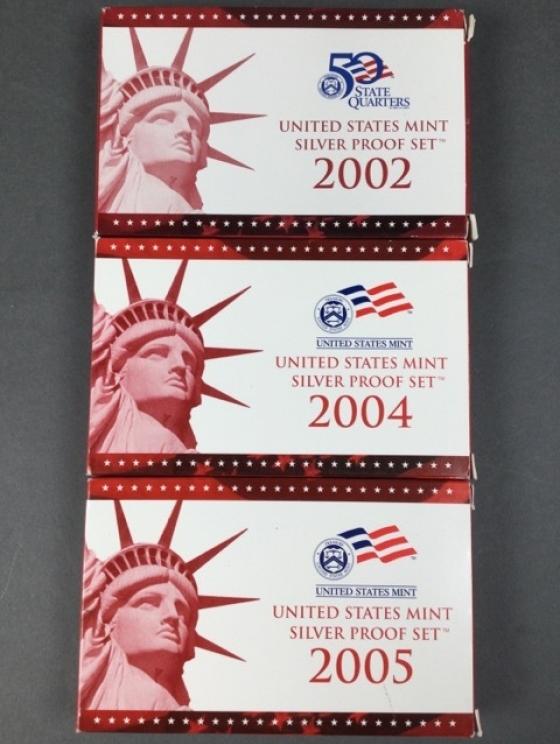 50
STATE
QUARTERS
UNITED STATES MINT
SILVER PROOF SET™
2002
UNITED STATES MINT
UNITED STATES MINT
SILVER PROOF SET™
2004
UNITED STATES MINT
UNITED STATES MINT
SILVER PROOF SET™
2005